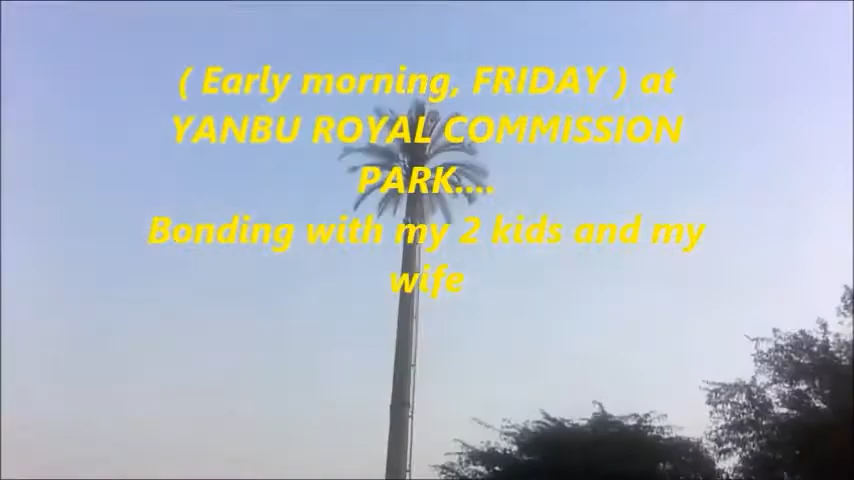 ( Early morning, FRIDAY ) at
YANBU ROYAL COMMISSION
PARK....
Bonding with my 2 kids and my
wife